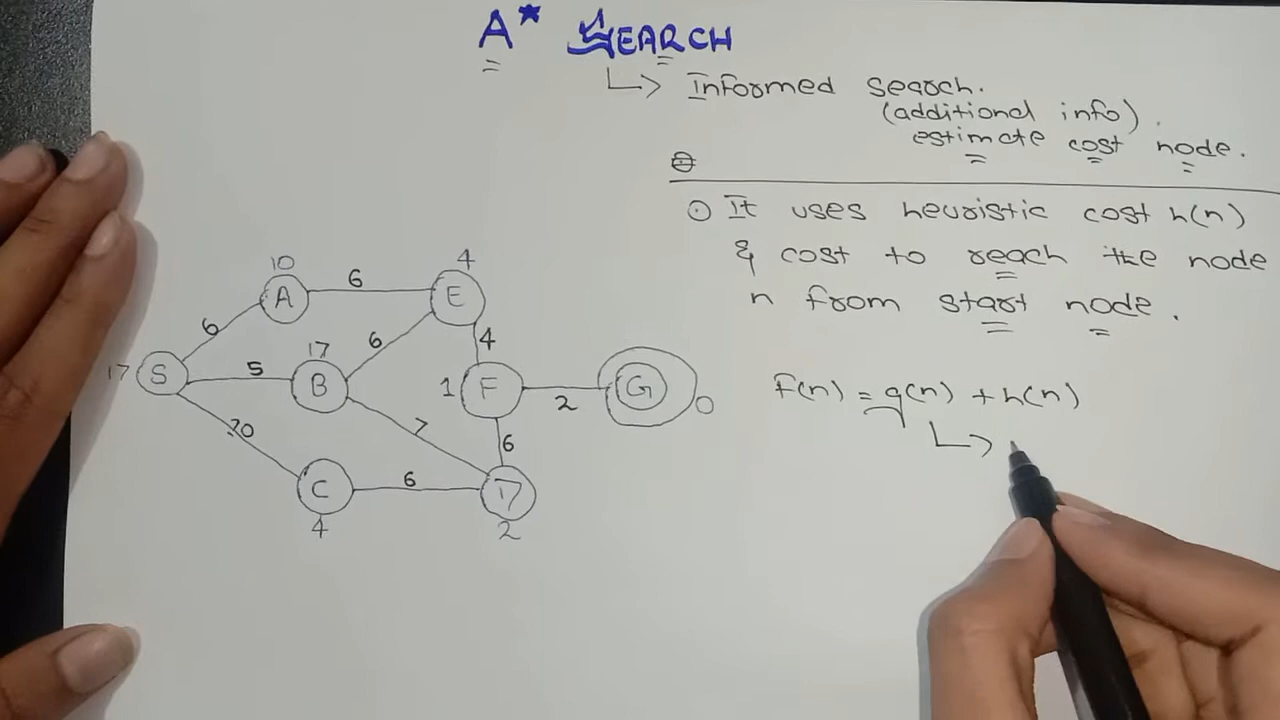 A* SEARCH
Informed search.
(additional info).
estimate cost node.
It uses heuristic cost h(n)
& cost to reach the node
n from start node.
f(n) = g(n) + h(n)
10
4
A
6
E
6
17
6
4
17
S
5
B
1
F
2
G
0
7
6
C
6
D
4
2